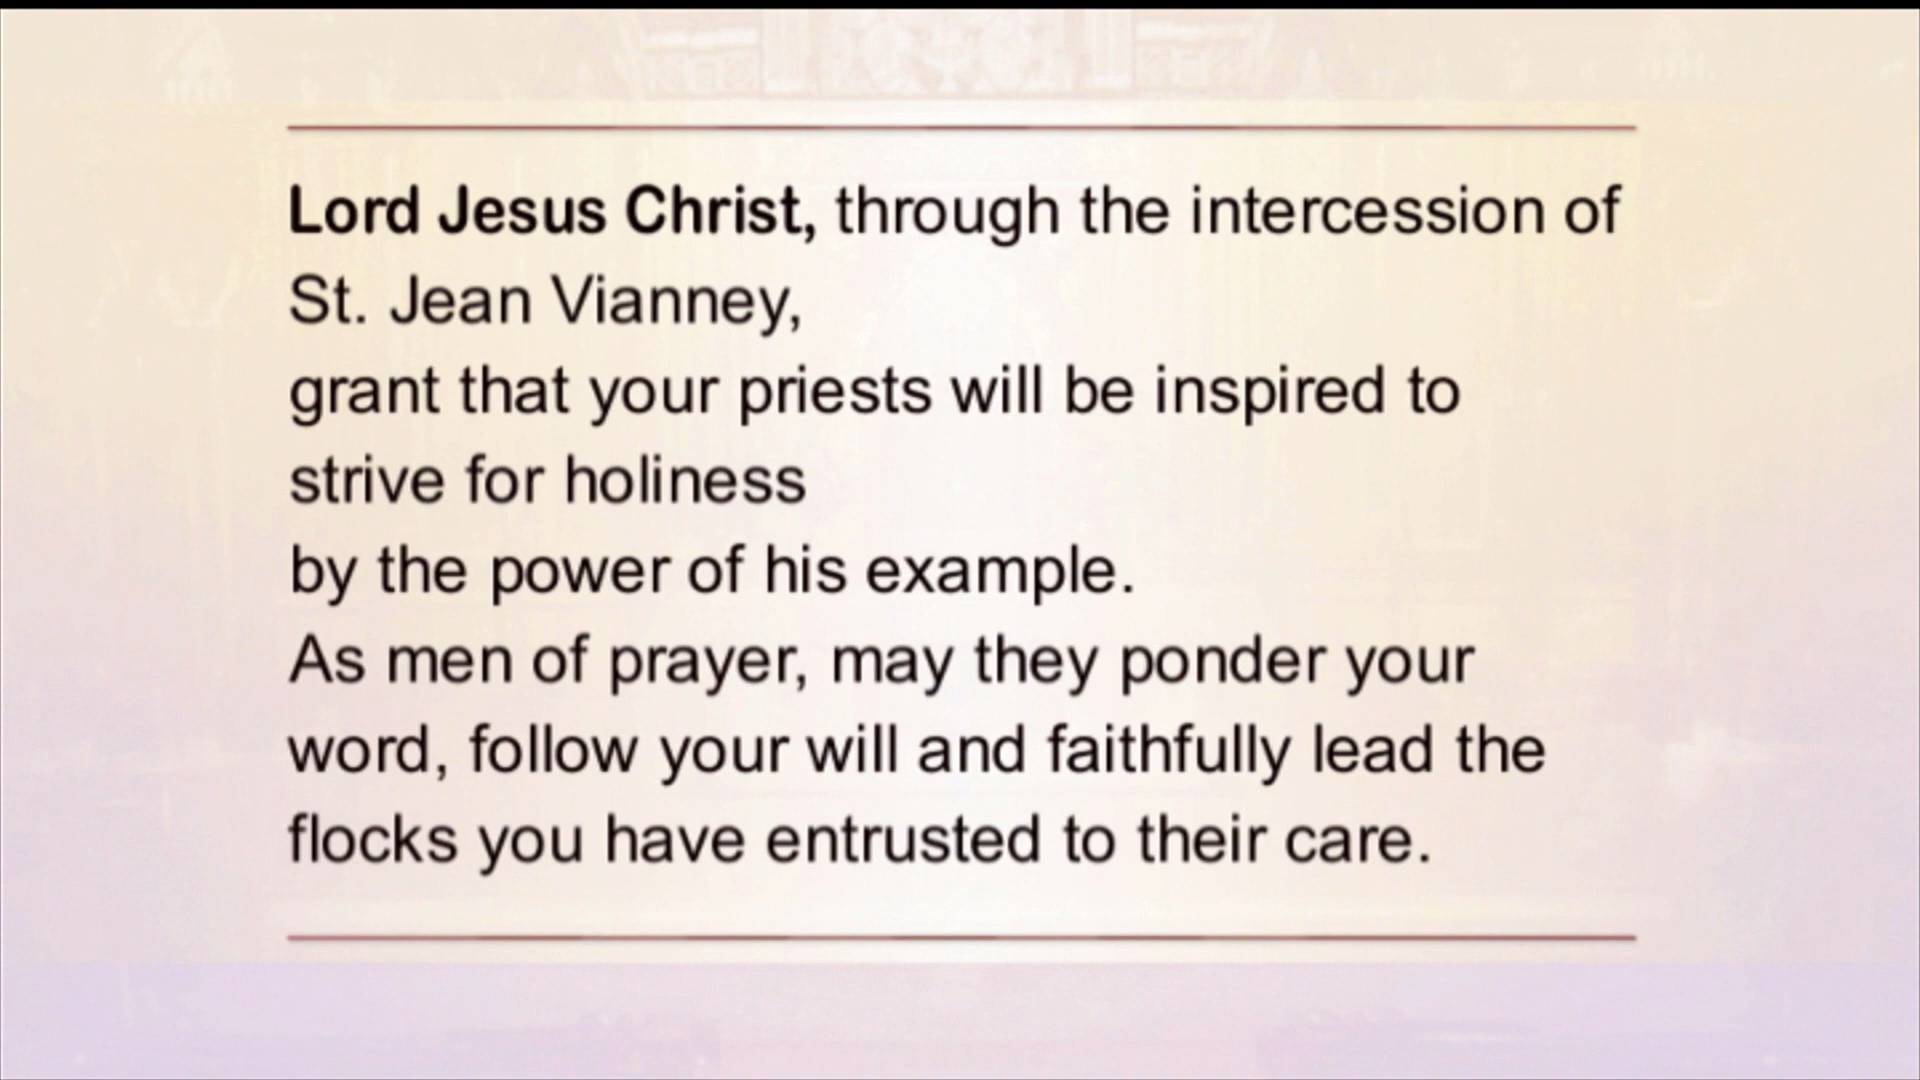 Lord Jesus Christ, through the intercession of
St. Jean Vianney,
grant that your priests will be inspired to
strive for holiness
by the power of his example.
As men of prayer, may they ponder your
word, follow your will and faithfully lead the
flocks you have entrusted to their care.